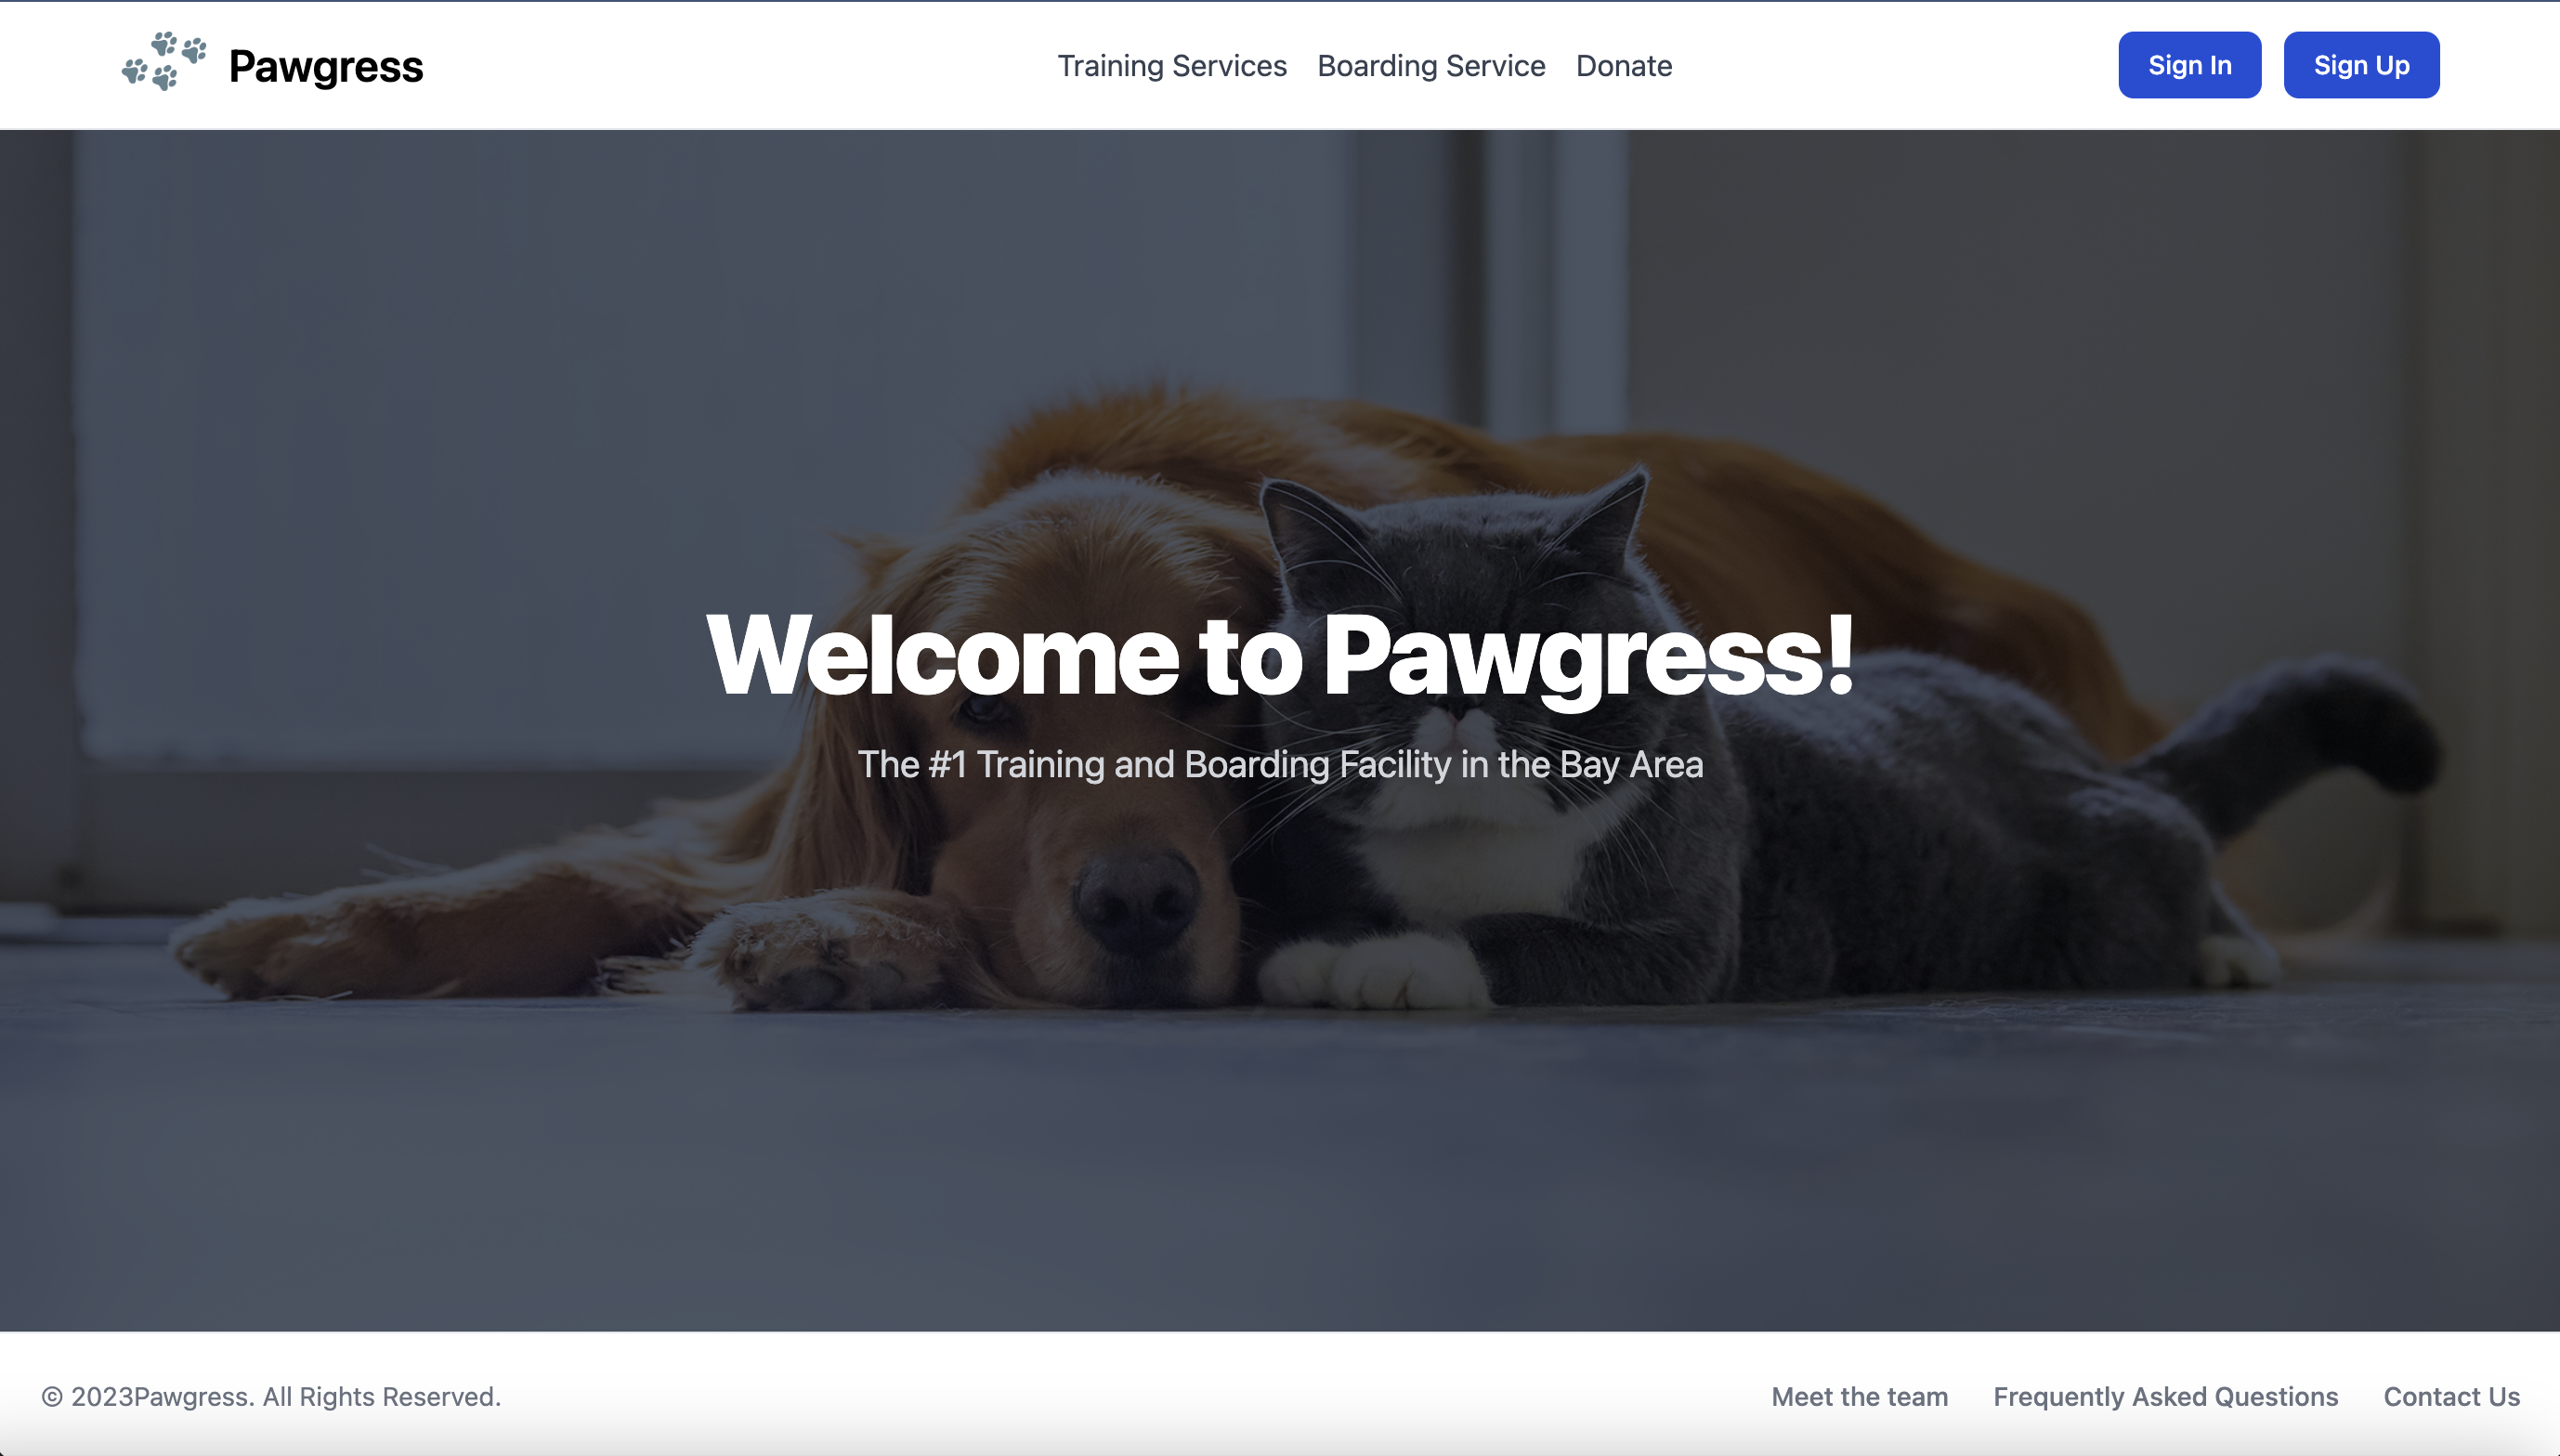 Pawgress
Training Services Boarding Service Donate
Sign In Sign Up
Welcome to Pawgress!
The #1 Training and Boarding Facility in the Bay Area
© 2023Pawgress. All Rights Reserved.
Meet the team Frequently Asked Questions Contact Us